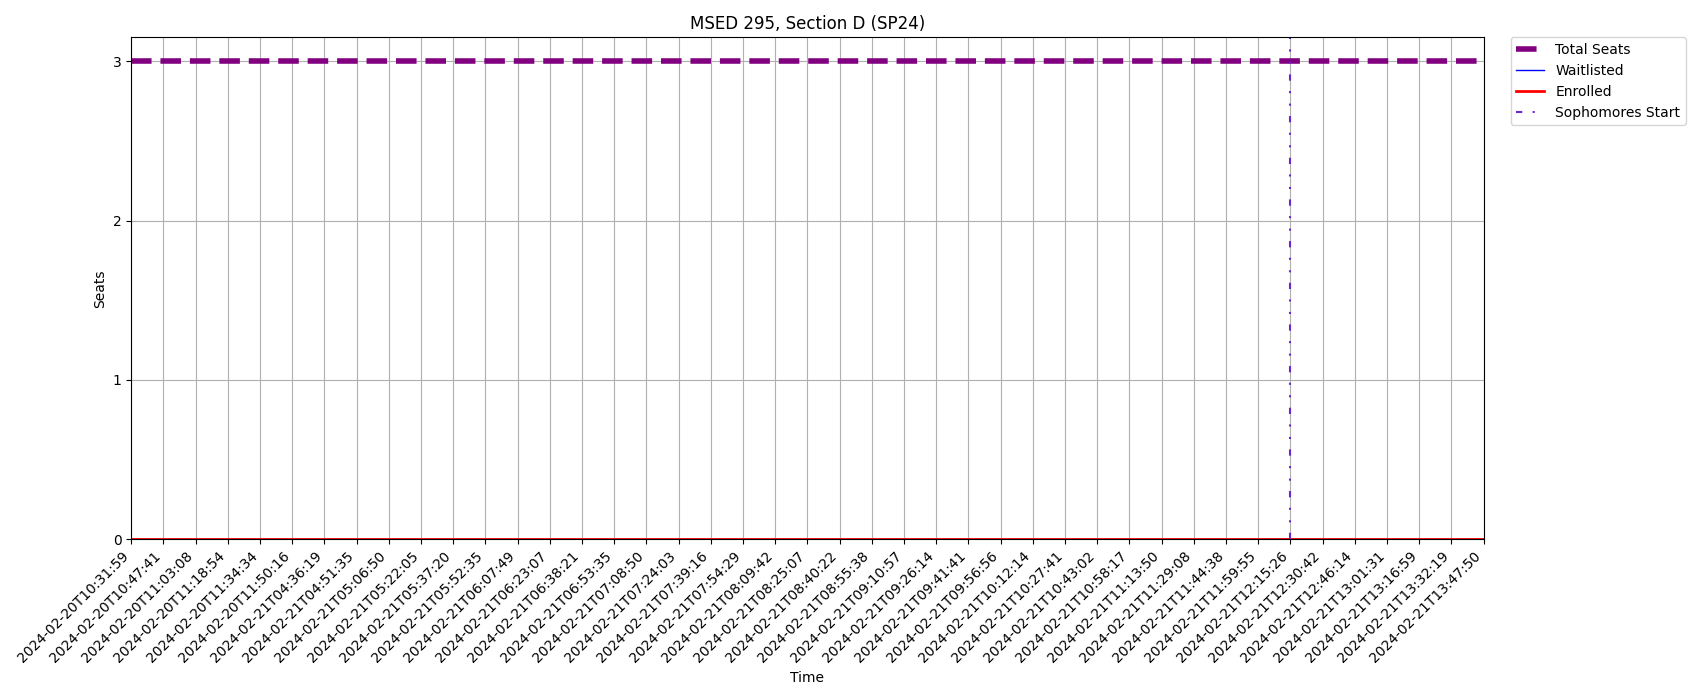 MSED 295, Section D (SP24)
Total Seats
Waitlisted
Enrolled
Sophomores Start
Seats
3
2
1
0
2024-02-20T10:31:59
2024-02-20T10:47:41
2024-02-20T11:03:08
2024-02-20T11:18:54
2024-02-20T11:34:34
2024-02-20T11:50:16
2024-02-21T04:36:19
2024-02-21T04:51:35
2024-02-21T05:06:50
2024-02-21T05:22:05
2024-02-21T05:37:20
2024-02-21T05:52:35
2024-02-21T06:07:49
2024-02-21T06:23:07
2024-02-21T06:38:21
2024-02-21T06:53:35
2024-02-21T07:08:50
2024-02-21T07:24:03
2024-02-21T07:39:16
2024-02-21T07:54:29
2024-02-21T08:09:42
2024-02-21T08:25:07
2024-02-21T08:40:22
2024-02-21T08:55:38
2024-02-21T09:10:57
2024-02-21T09:26:14
2024-02-21T09:41:41
2024-02-21T09:56:56
2024-02-21T10:12:14
2024-02-21T10:27:41
2024-02-21T10:43:02
2024-02-21T10:58:17
2024-02-21T11:13:50
2024-02-21T11:29:08
2024-02-21T11:44:38
2024-02-21T11:59:55
2024-02-21T12:15:26
2024-02-21T12:30:42
2024-02-21T12:46:14
2024-02-21T13:01:31
2024-02-21T13:16:59
2024-02-21T13:32:19
2024-02-21T13:47:50
Time